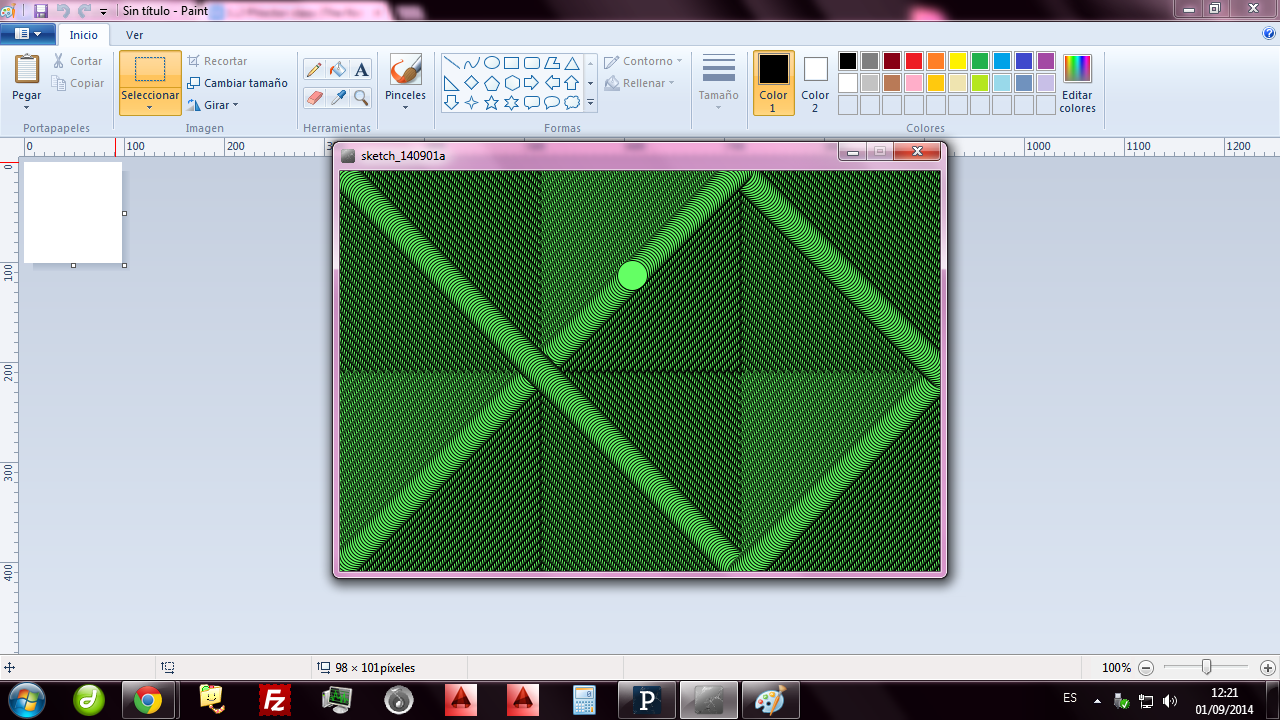 Sin título - Paint
Inicio
Ver
Pegar
Cortar
Copiar
Portapapeles
Seleccionar
Recortar
Cambiar tamaño
Girar
Imagen
A
Herramientas
Pinceles
Contorno
Rellenar
Formas
Tamaño
Color
1
Color
2
Editar
colores
Colores
0 100 200 1000 1100 1200
0
100
200
300
400
sketch_140901a
98 × 101píxeles
100%
Fz
P
ES
12:21
01/09/2014